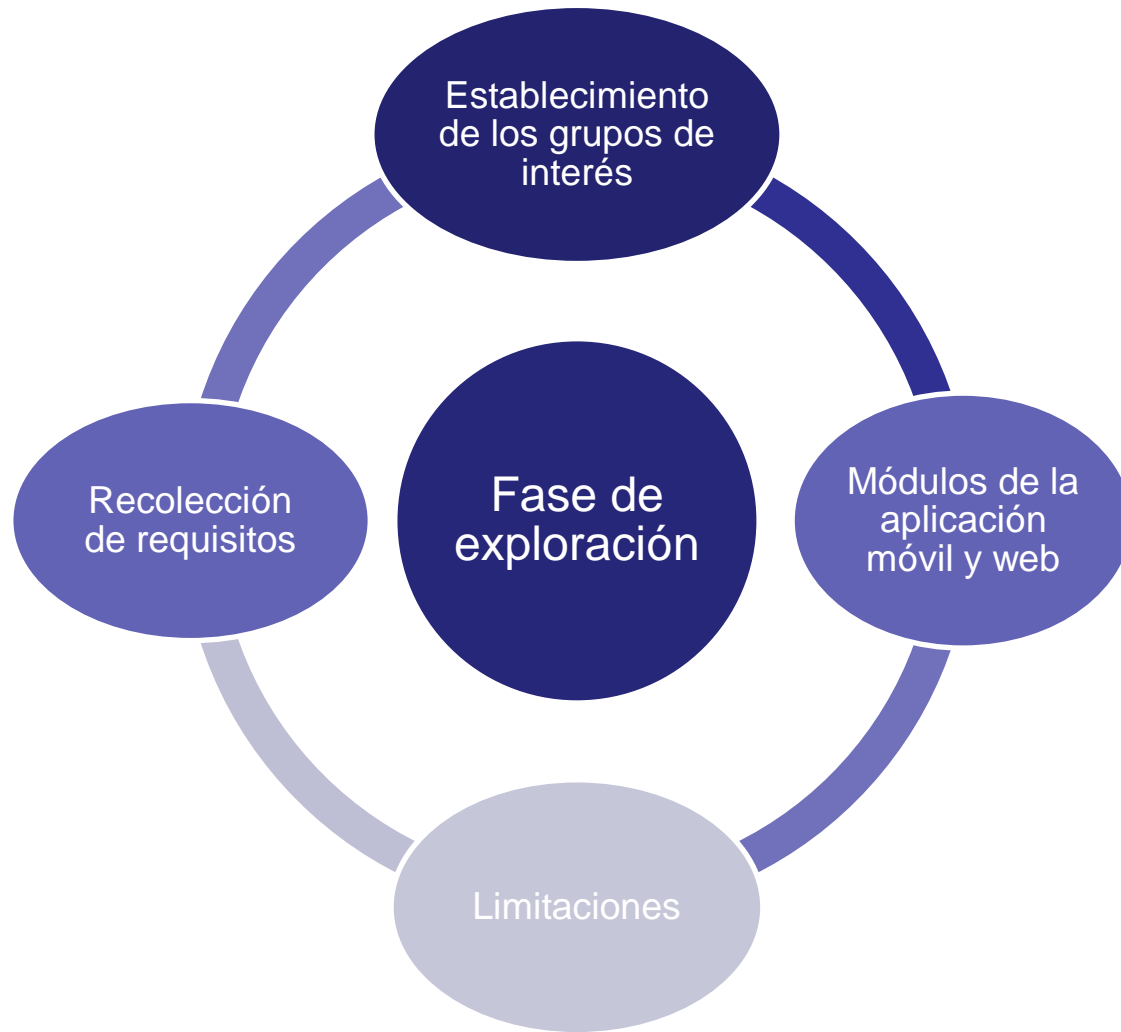 Establecimiento
de los grupos de
interés
Fase de
exploración
Recolección
de requisitos
Módulos de la
aplicación
móvil y web
Limitaciones